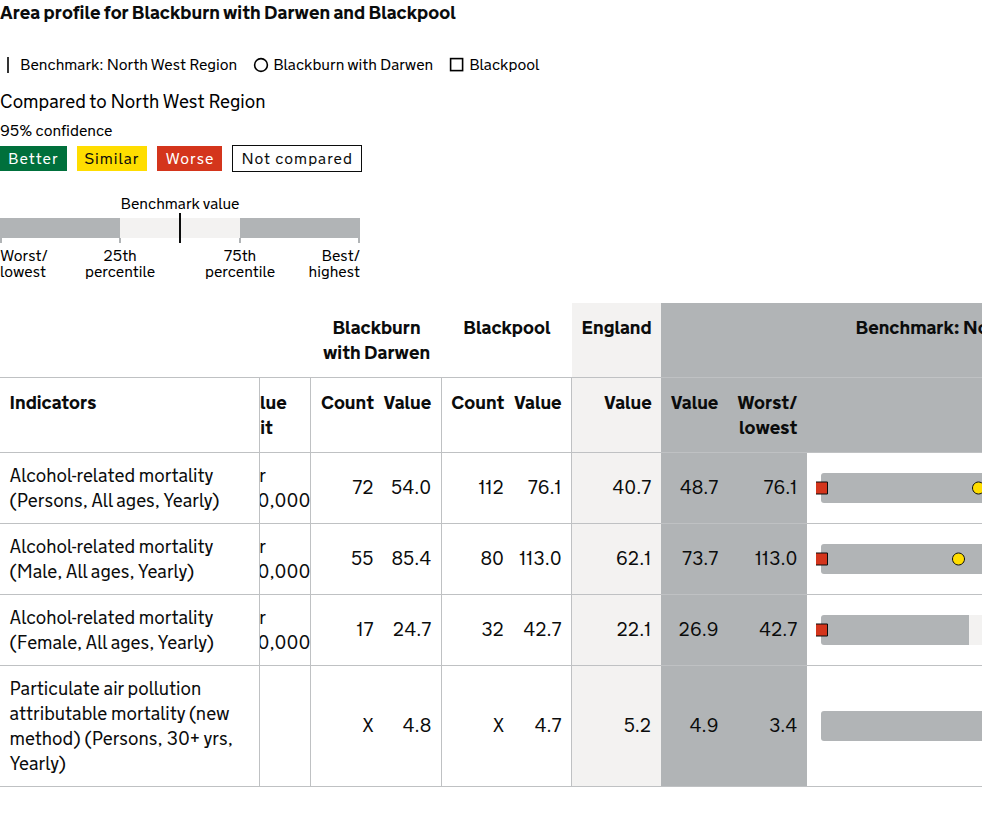 Area profile for Blackburn with Darwen and Blackpool
Benchmark: North West Region Blackburn with Darwen Blackpool
Compared to North West Region
95% confidence
Better Similar Worse Not compared
Benchmark value
Worst/ 25th 75th Best/
lowest percentile percentile highest
Blackburn Blackpool England Benchmark:
with Darwen
Indicators lue Count Value Count Value Value Value Worst/
it lowest
Alcohol-related mortality r 72 54.0 112 76.1 40.7 48.7 76.1
(Persons, All ages, Yearly) 0,000
Alcohol-related mortality r 55 85.4 80 113.0 62.1 73.7 113.0
(Male, All ages, Yearly) 0,000
Alcohol-related mortality r 17 24.7 32 42.7 22.1 26.9 42.7
(Female, All ages, Yearly) 0,000
Particulate air pollution
attributable mortality (new
method) (Persons, 30+ yrs, X 4.8 X 4.7 5.2 4.9 3.4
Yearly)